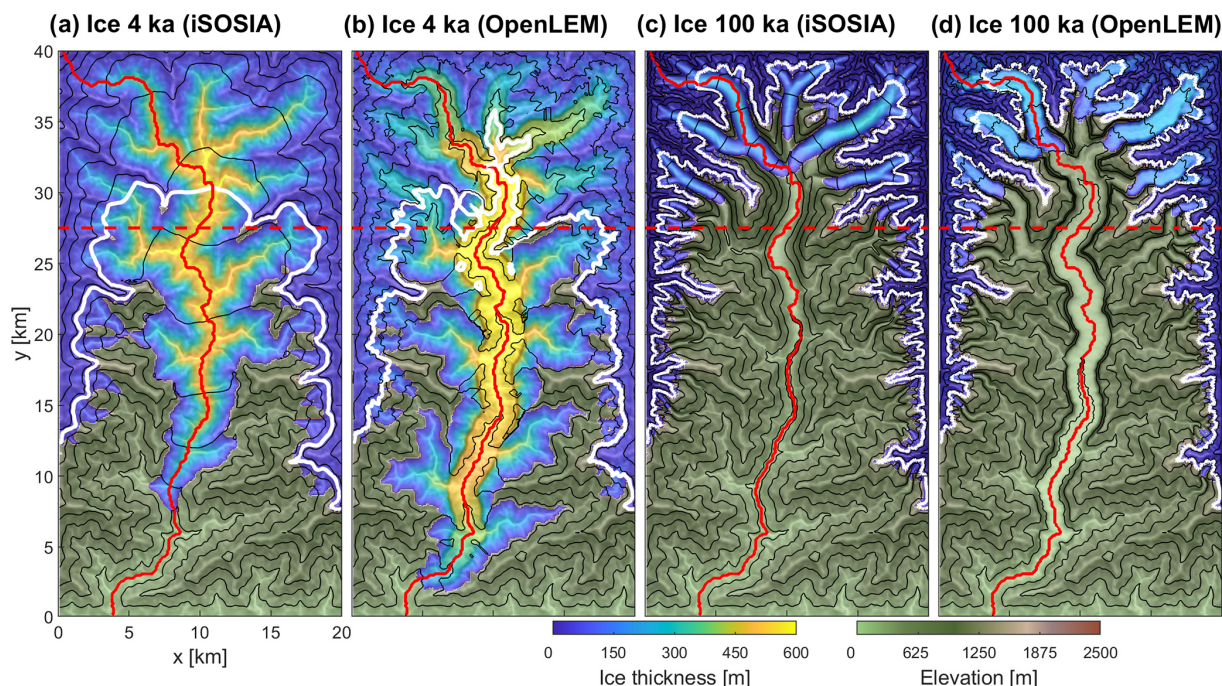 (a) Ice 4 ka (iSOSIA) (b) Ice 4 ka (OpenLEM) (c) Ice 100 ka (iSOSIA) (d) Ice 100 ka (OpenLEM)
40
35
30
25
20
15
10
5
0
y [km]
0 5 10 15 20
x [km]
0 150 300 450 600
Ice thickness [m]
0 625 1250 1875 2500
Elevation [m]